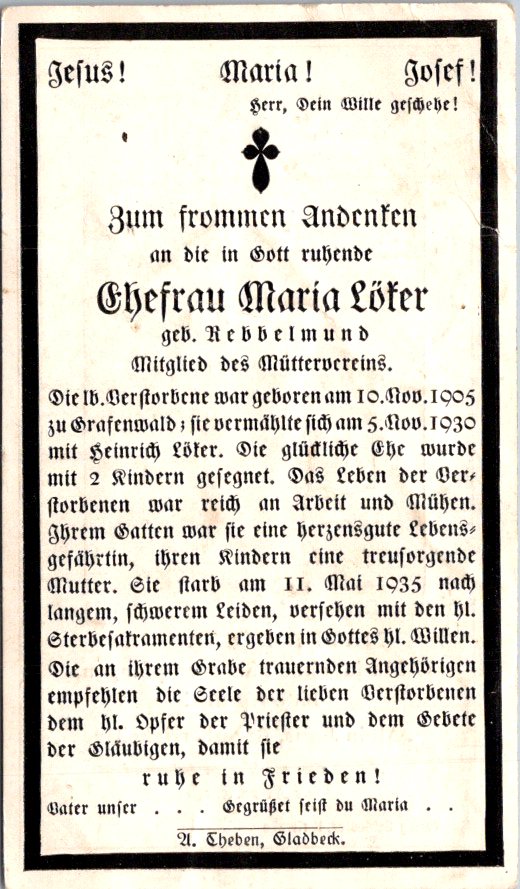 Jesus! Maria! Josef!
Herr, Dein Wille geschehe!
Zum frommen Andenken
an die in Gott ruhende
Ehefrau Maria Löker
geb. Rebbelmund
Mitglied des Müttervereins.
Die lb. Verstorbene war geboren am 10. Nov. 1905
zu Grafenwald; sie vermählte sich am 5. Nov. 1930
mit Heinrich Löker. Die glückliche Ehe wurde
mit 2 Kindern gesegnet. Das Leben der Ver-
storbenen war reich an Arbeit und Mühen.
Ihrem Gatten war sie eine herzensgute Lebens-
gefährtin, ihren Kindern eine treusorgende
Mutter. Sie starb am 11. Mai 1935 nach
langem, schwerem Leiden, versehen mit den hl.
Sterbesakramenten, ergeben in Gottes hl. Willen.
Die an ihrem Grabe trauernden Angehörigen
empfehlen die Seele der lieben Verstorbenen
dem hl. Opfer der Priester und dem Gebete
der Gläubigen, damit sie
ruhe in Frieden!
Vater unser . . . Gegrüßet seist du Maria . .
A. Theben, Gladbeck.